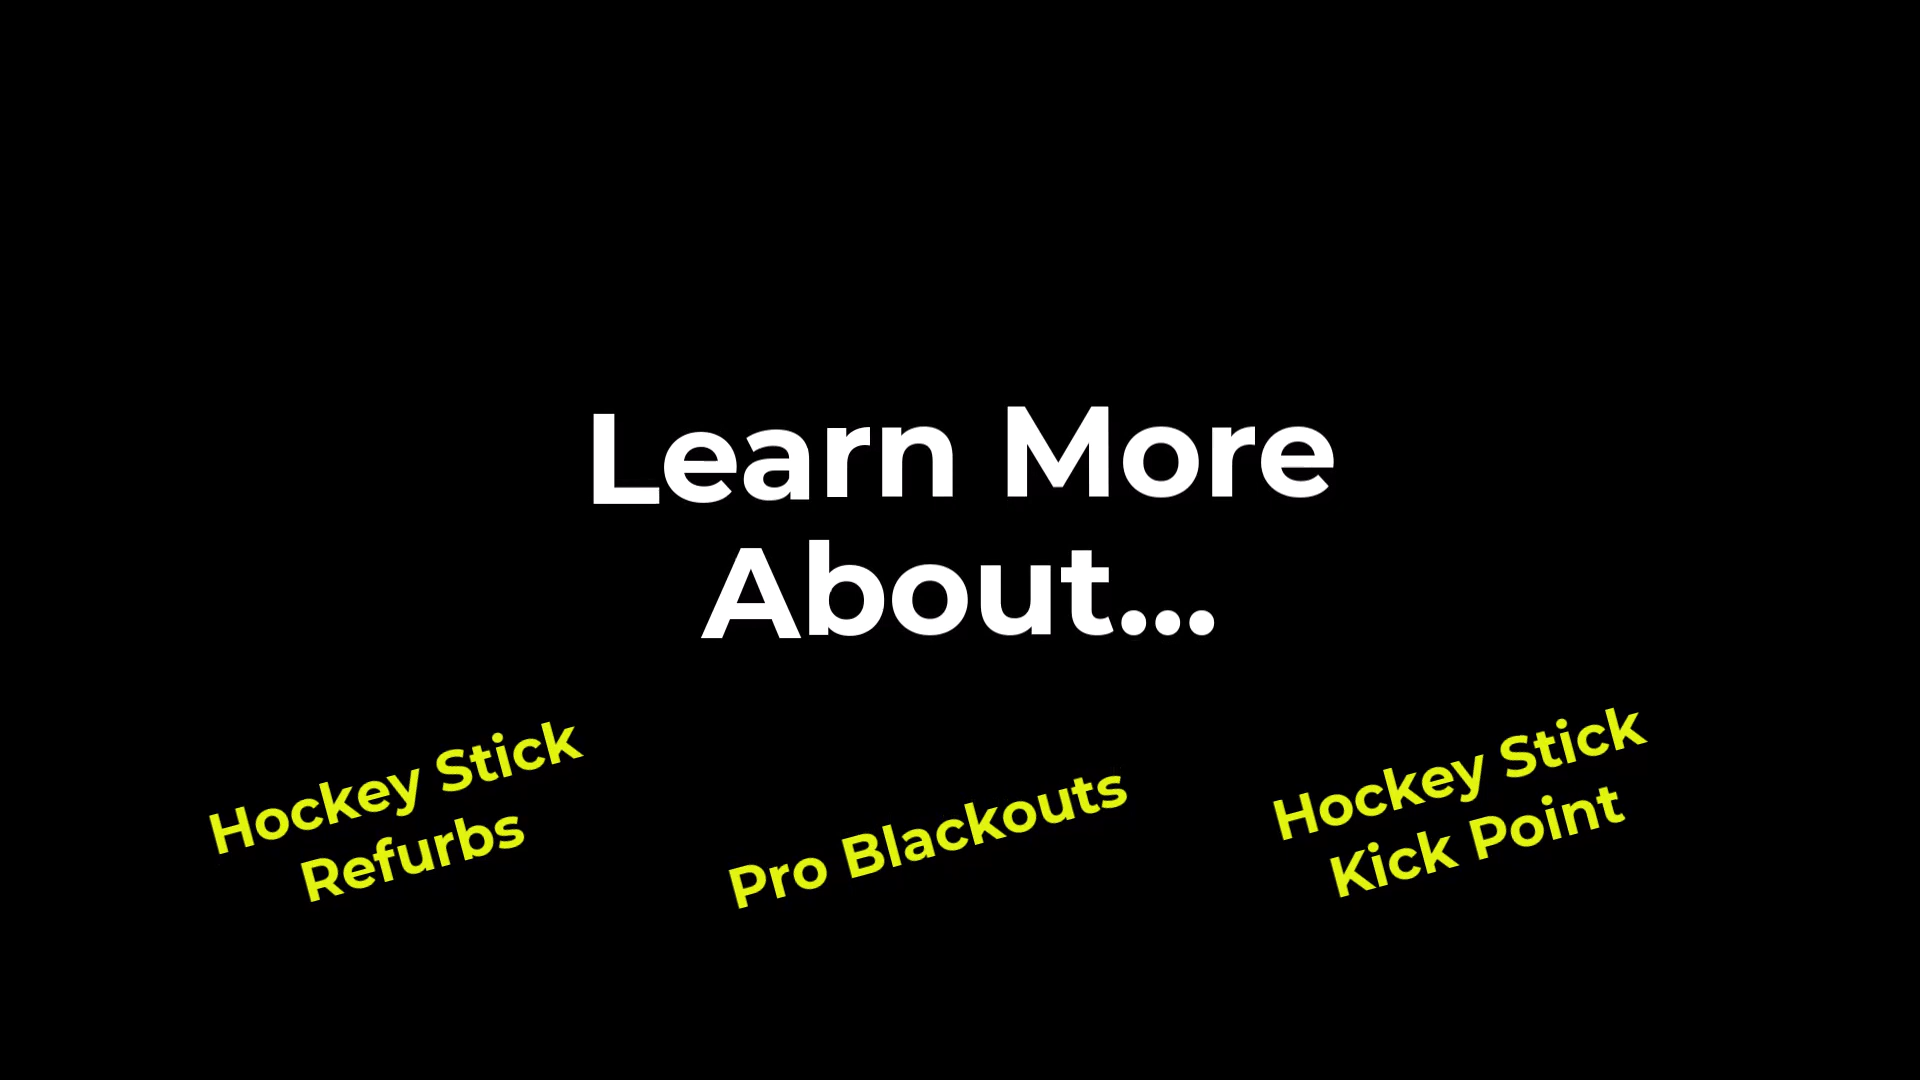 Learn More
About...
Hockey Stick
Refurbs
Pro Blackouts
Hockey Stick
Kick Point